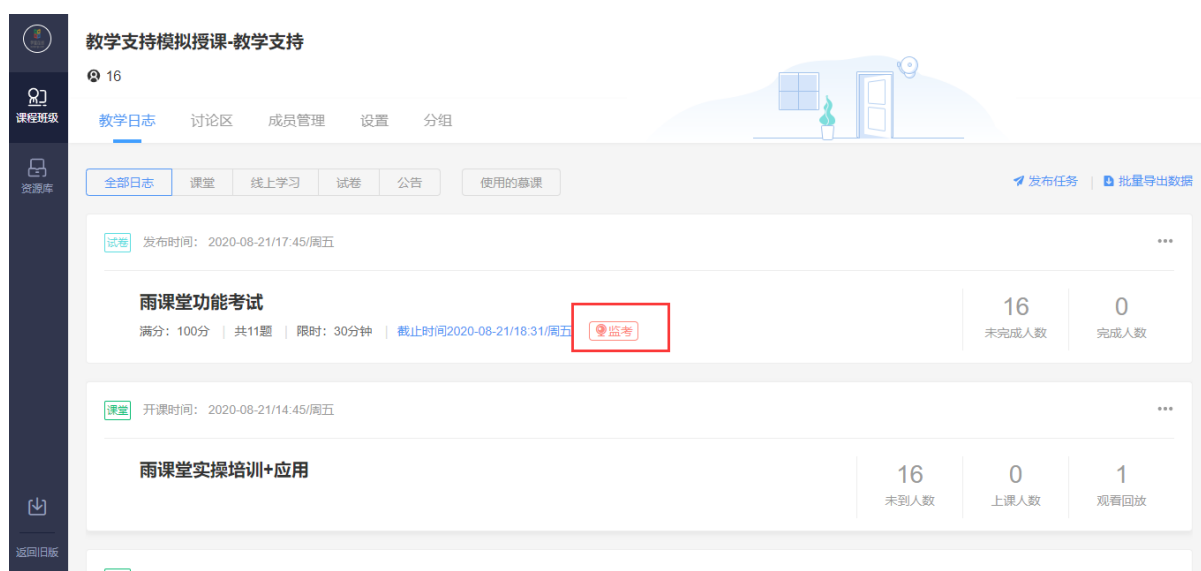 教学支持模拟授课-教学支持
16
课程班级
教学日志 讨论区 成员管理 设置 分组
资源库
全部日志 课堂 线上学习 试卷 公告 使用的慕课 发布任务 批量导出数据
试卷 发布时间： 2020-08-21/17:45/周五
雨课堂功能考试
满分：100分 共11题 限时：30分钟 截止时间2020-08-21/18:31/周五 监考
16 0
未完成人数 完成人数
课堂 开课时间： 2020-08-21/14:45/周五
雨课堂实操培训+应用
16 0 1
未到人数 上课人数 观看回放
返回旧版